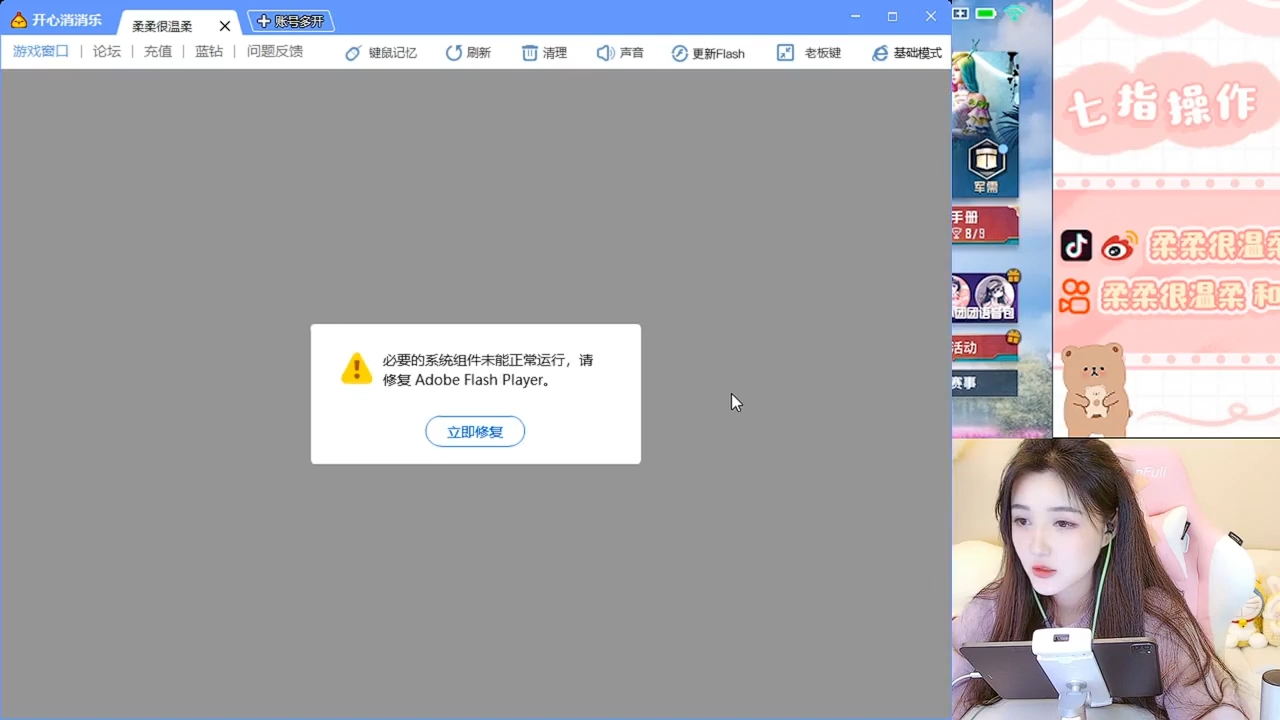 开心消消乐
柔柔很温柔
账号多开
游戏窗口 论坛 充值 蓝钻 问题反馈 键鼠记忆 刷新 清理 声音 更新Flash 老板键 基础模式
必要的系统组件未能正常运行，请
修复 Adobe Flash Player。
立即修复
军需
手册
8/9
团团语音包
活动
赛事
七指操作
柔柔很温柔
柔柔很温柔 和